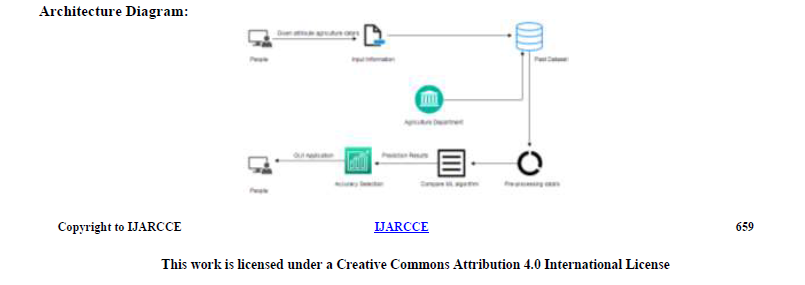 Architecture Diagram:
Given attribute agriculture details
People
Input Information
Past Dataset
Agriculture Department
GUI Application
Prediction Results
People
Accuracy Selection
Compare ML algorithm
Pre-processing details
Copyright to IJARCCE
IJARCCE
659
This work is licensed under a Creative Commons Attribution 4.0 International License